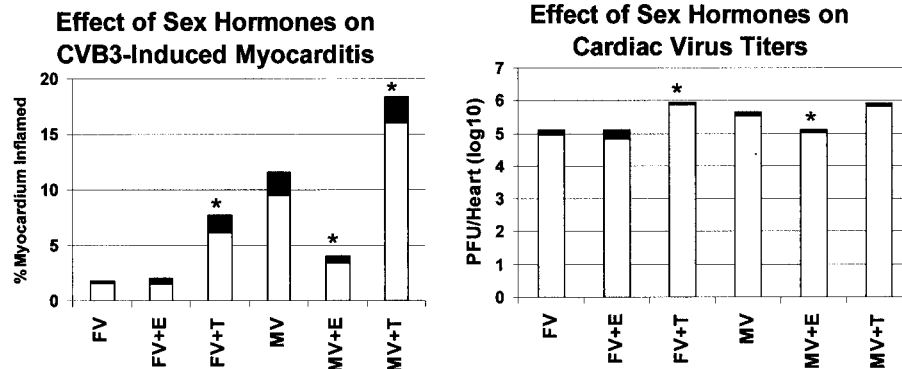 Effect of Sex Hormones on
CVB3-Induced Myocarditis
% Myocardium Inflamed
20
15
10
5
0
*
*
*
FV
FV+E
FV+T
MV
MV+E
MV+T
Effect of Sex Hormones on
Cardiac Virus Titers
PFU/Heart (log10)
7
6
5
4
3
2
1
0
*
*
FV
FV+E
FV+T
MV
MV+E
MV+T